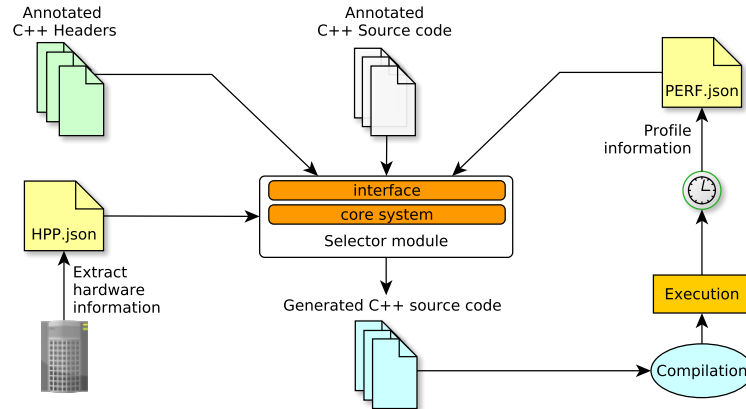 Annotated
C++ Headers
Annotated
C++ Source code
PERF.json
Profile
information
interface
core system
Selector module
HPP.json
Extract
hardware
information
Generated C++ source code
Execution
Compilation